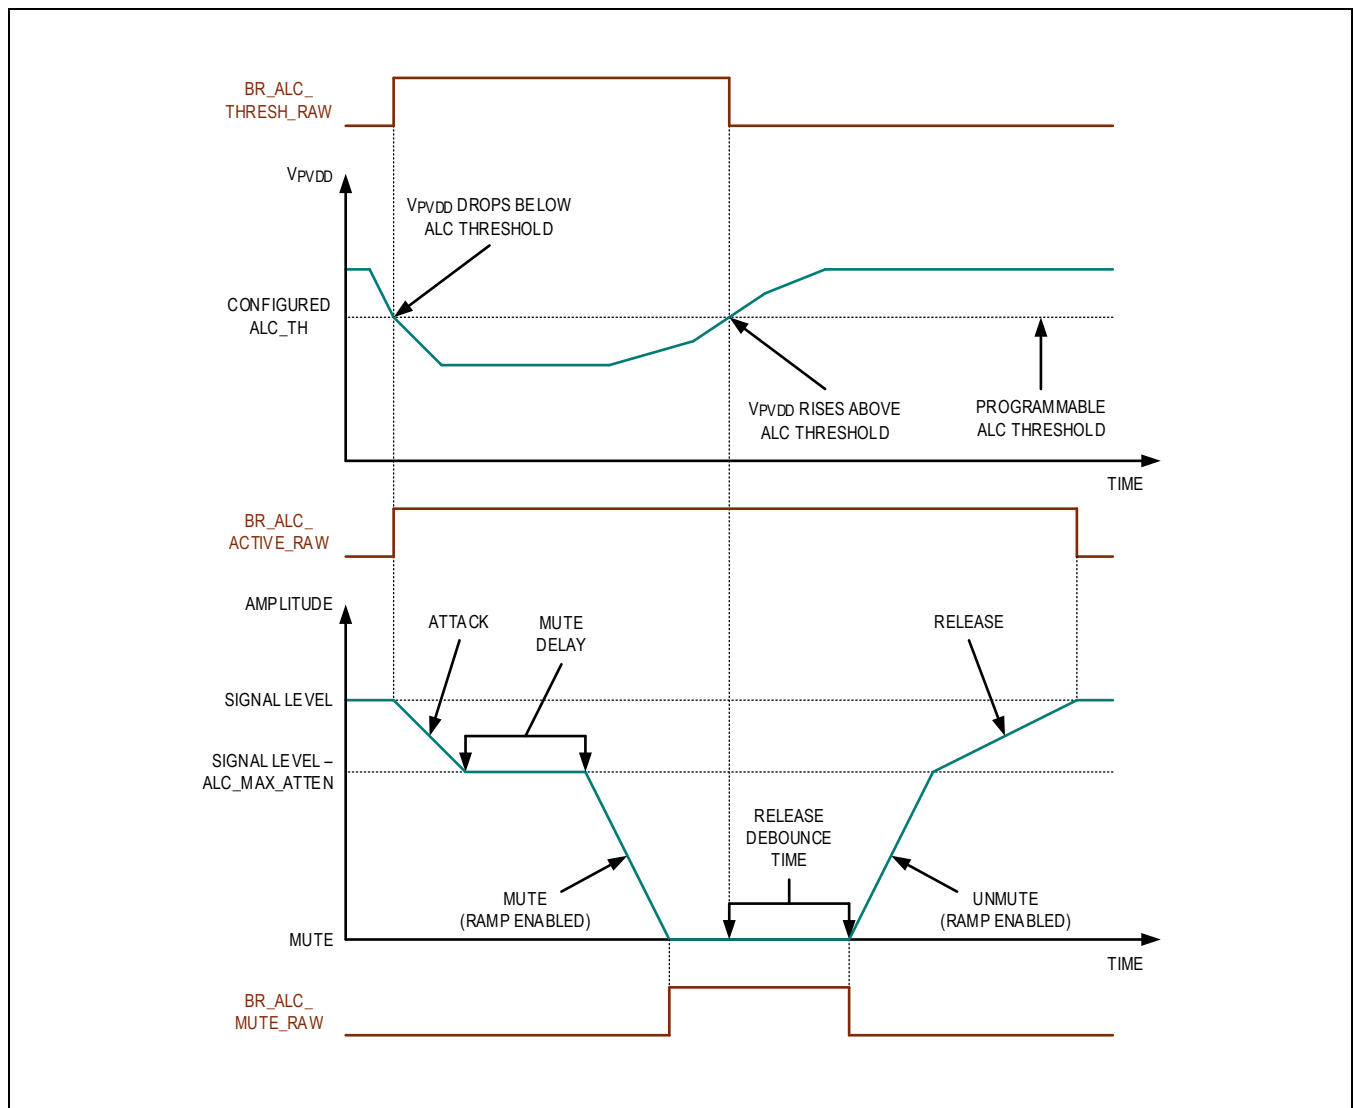 BR_ALC_
THRESH_RAW
VPVDD
VPVDD DROPS BELOW
ALC THRESHOLD
CONFIGURED
ALC_TH
VPVDD RISES ABOVE
ALC THRESHOLD
PROGRAMMABLE
ALC THRESHOLD
TIME
BR_ALC_
ACTIVE_RAW
AMPLITUDE
ATTACK
MUTE
DELAY
RELEASE
SIGNAL LEVEL
SIGNAL LEVEL –
ALC_MAX_ATTEN
RELEASE
DEBOUNCE
TIME
MUTE
(RAMP ENABLED)
UNMUTE
(RAMP ENABLED)
MUTE
TIME
BR_ALC_
MUTE_RAW